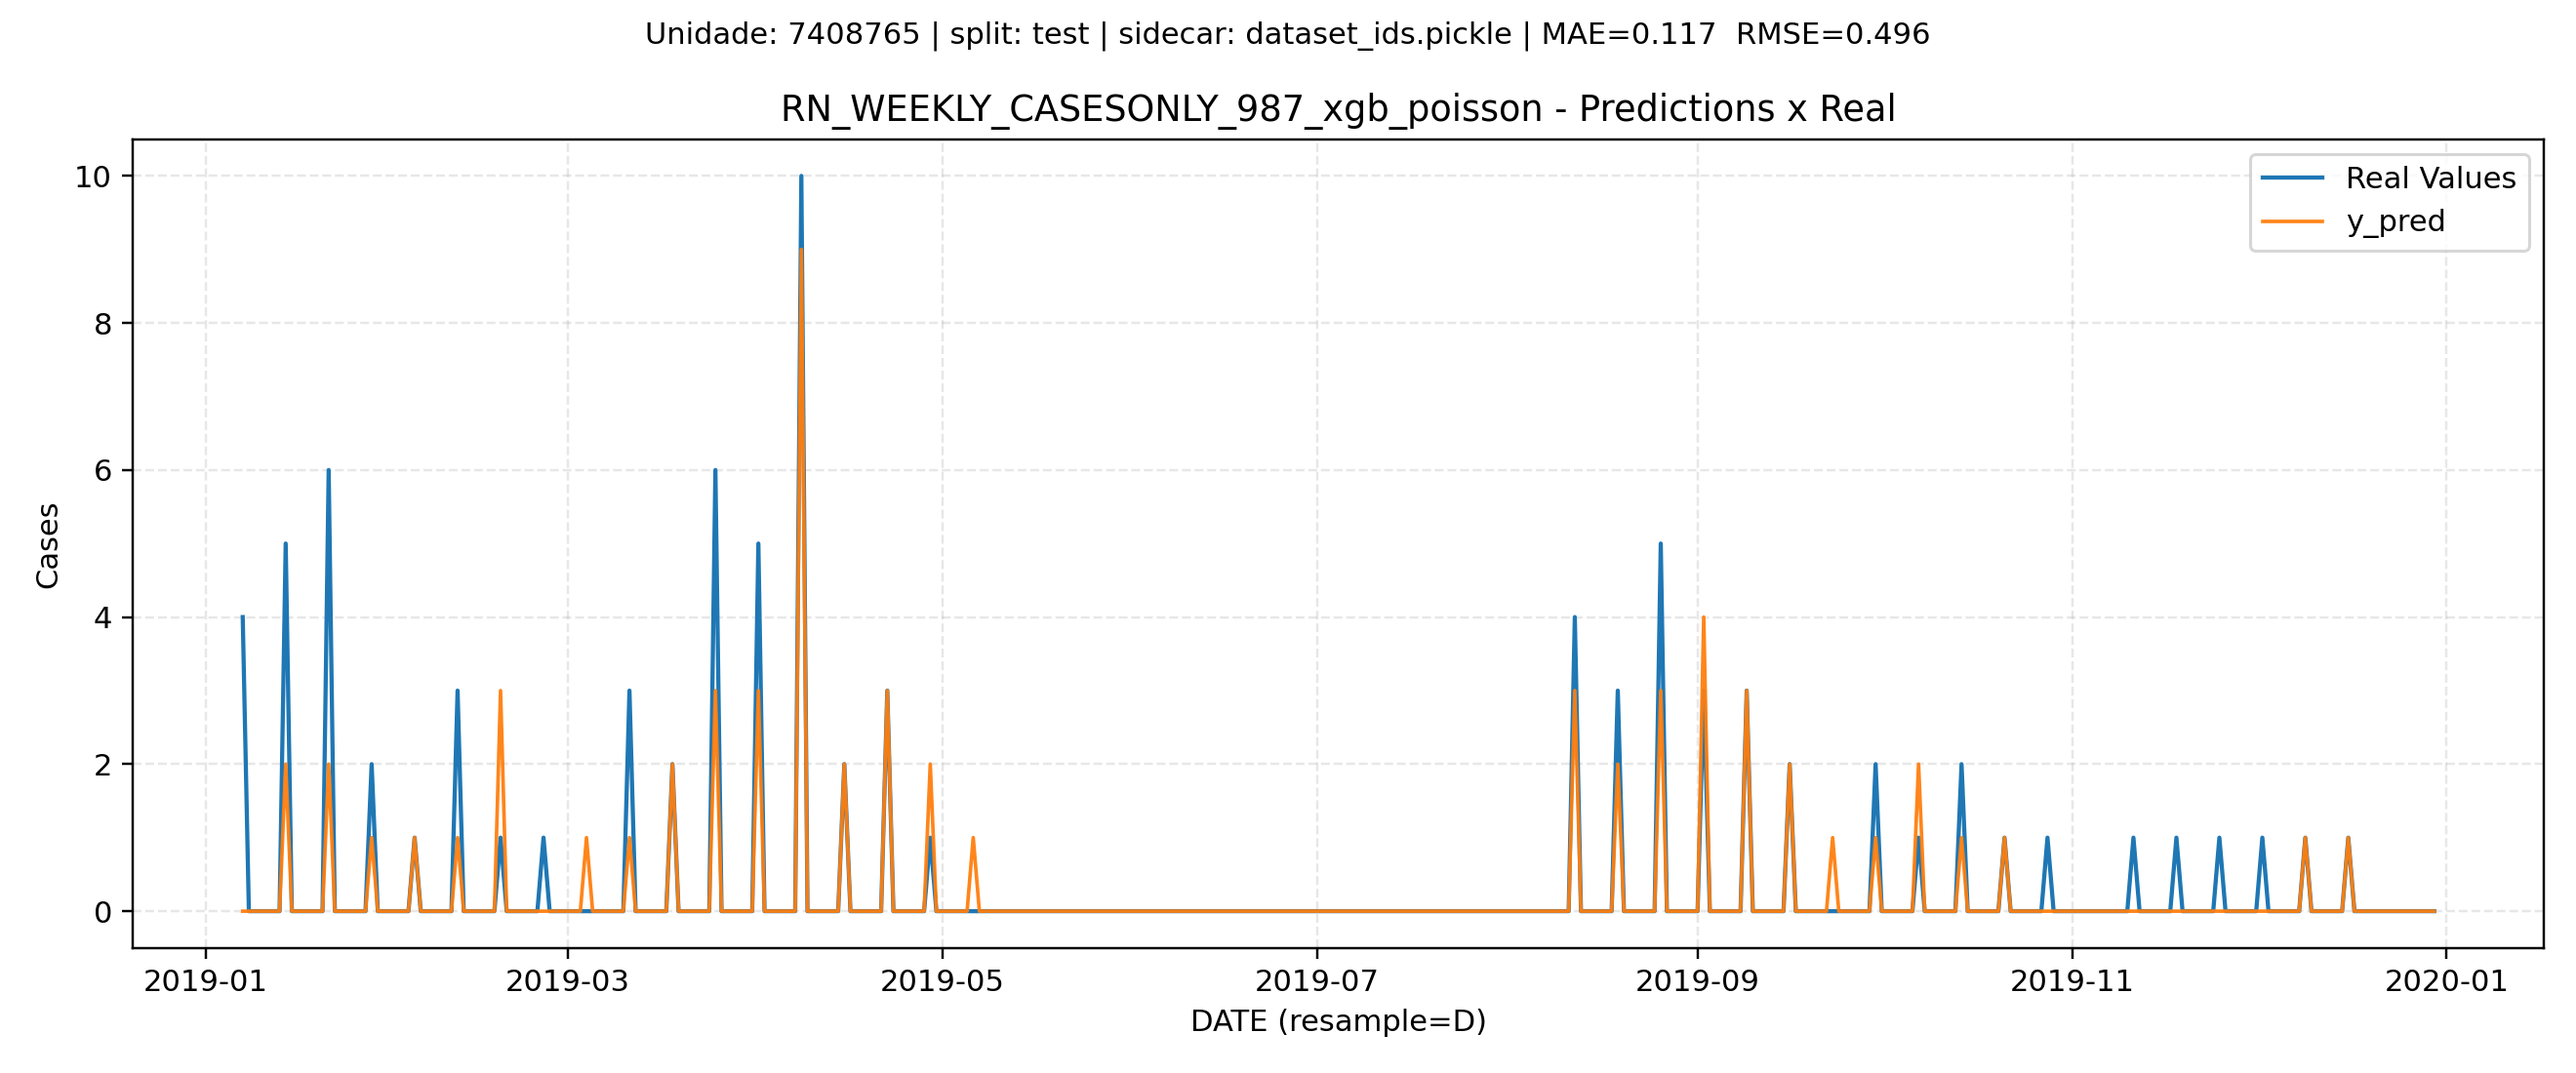 Unidade: 7408765 | split: test | sidecar: dataset_ids.pickle | MAE=0.117  RMSE=0.496
RN_WEEKLY_CASESONLY_987_xgb_poisson - Predictions x Real
Real Values
y_pred
Cases
10
8
6
4
2
0
2019-01
2019-03
2019-05
2019-07
2019-09
2019-11
2020-01
DATE (resample=D)